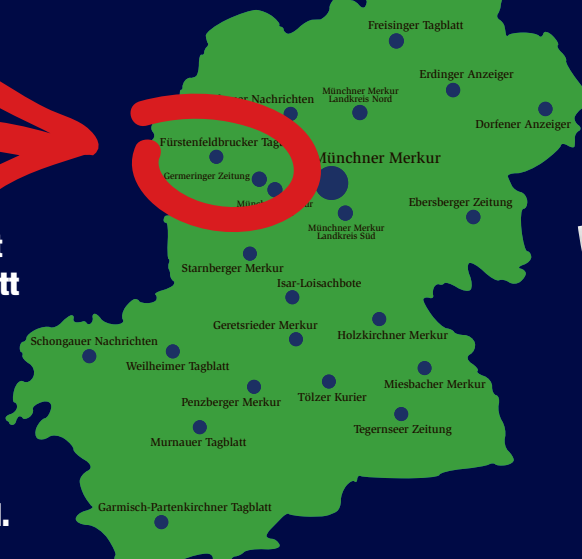 Freisinger Tagblatt
Erdinger Anzeiger
Münchner Merkur
Landkreis Nord
Nachrichten
Dorfener Anzeiger
Fürstenfeldbrucker
Münchner Merkur
Germeringer Zeitung
Ebersberger Zeitung
Münchner Merkur
Landkreis Süd
Starnberger Merkur
Isar-Loisachbote
Geretsrieder Merkur
Holzkirchner Merkur
Schongauer Nachrichten
Weilheimer Tagblatt
Miesbacher Merkur
Penzberger Merkur
Tölzer Kurier
Tegernseer Zeitung
Murnauer Tagblatt
Garmisch-Partenkirchner Tagblatt